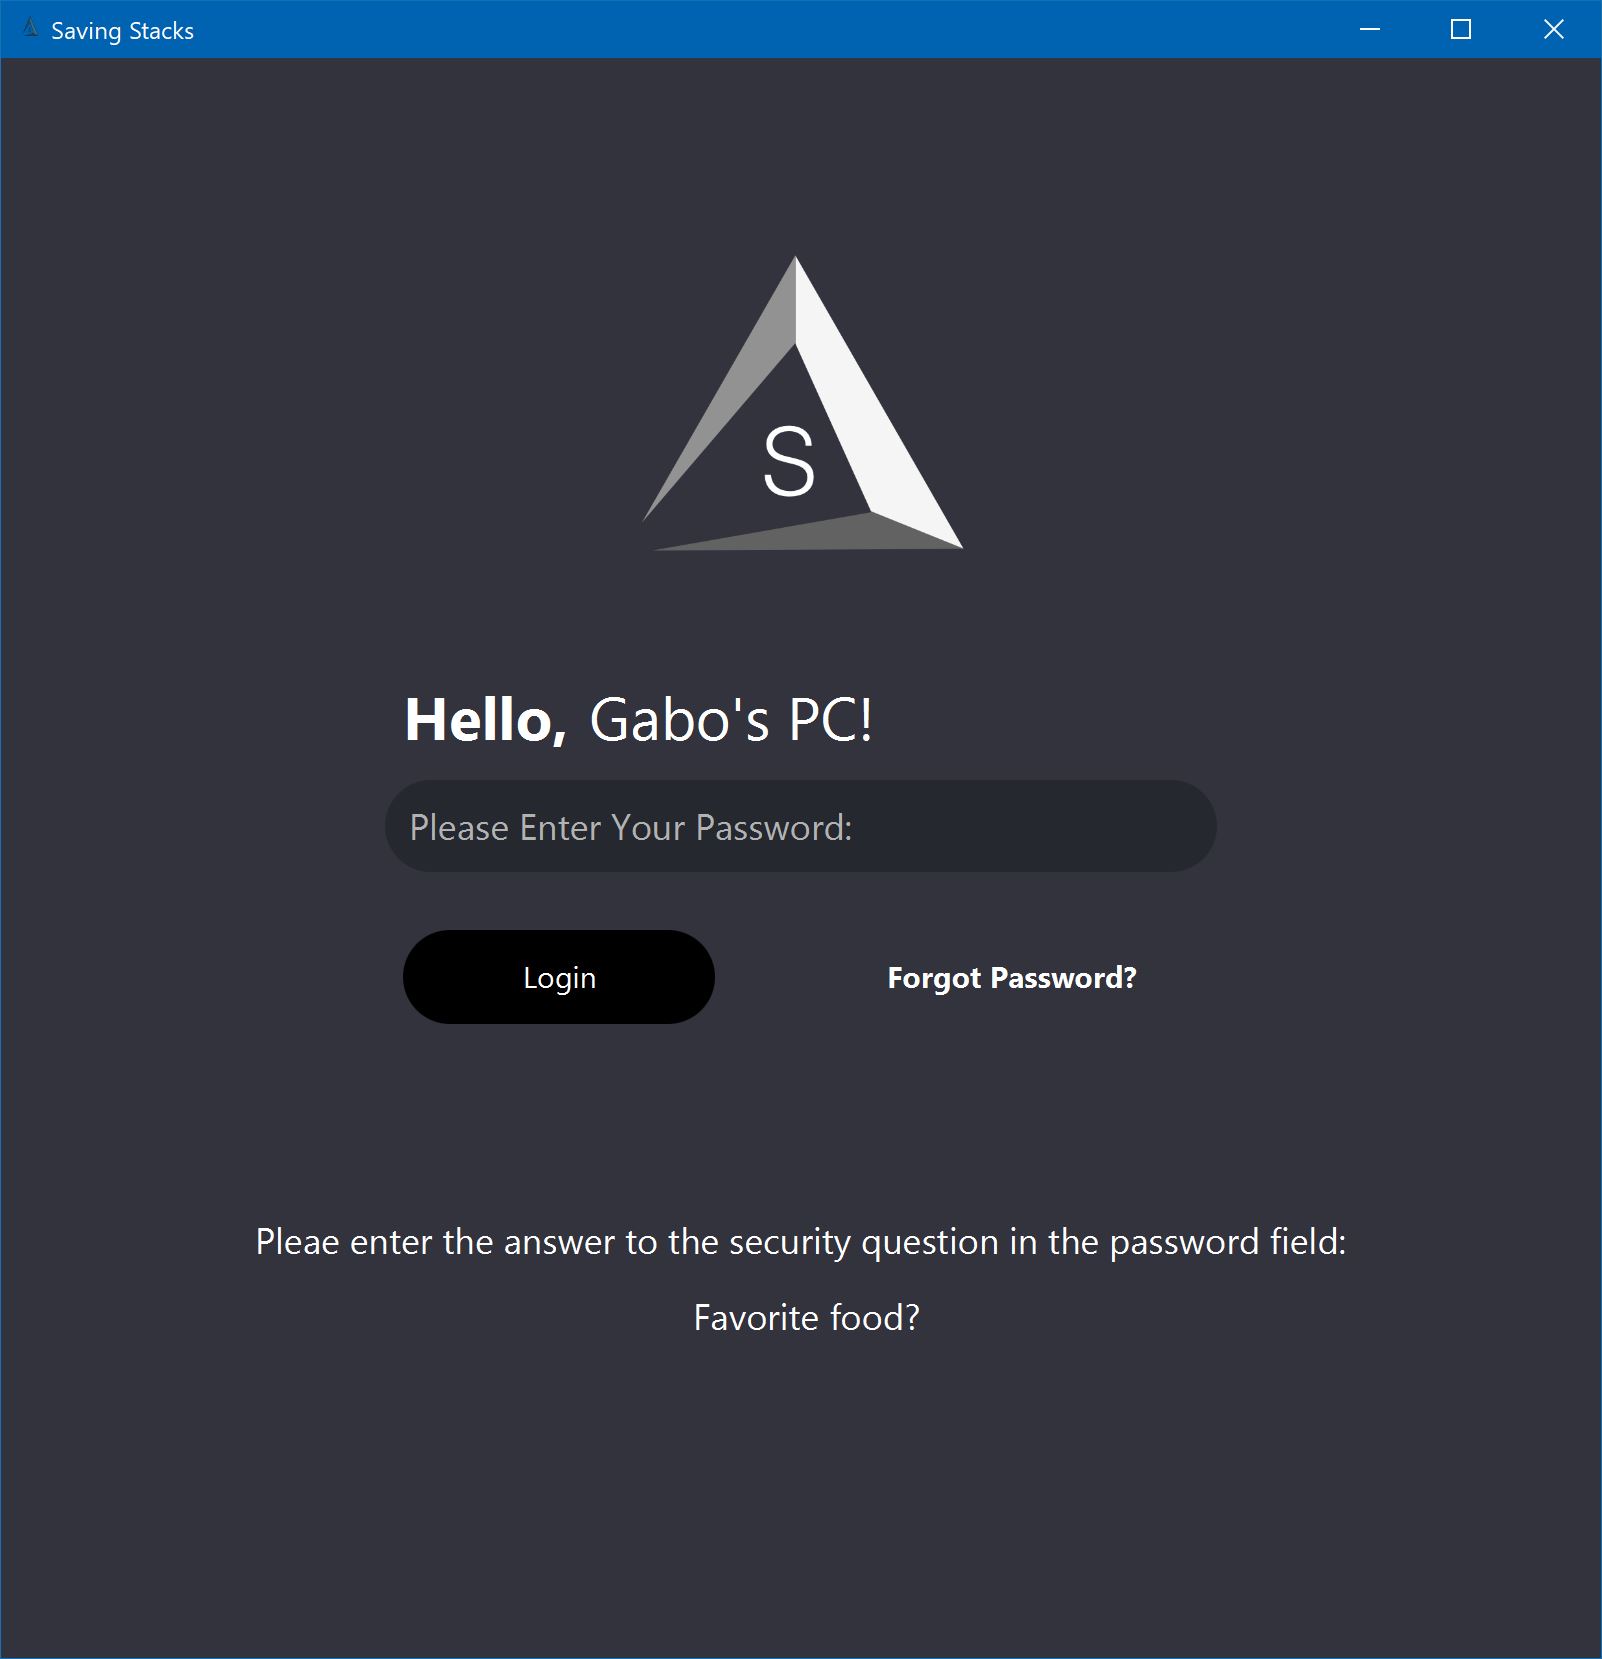 Saving Stacks
S
Hello, Gabo's PC!
Please Enter Your Password:
Login
Forgot Password?
Pleae enter the answer to the security question in the password field:
Favorite food?